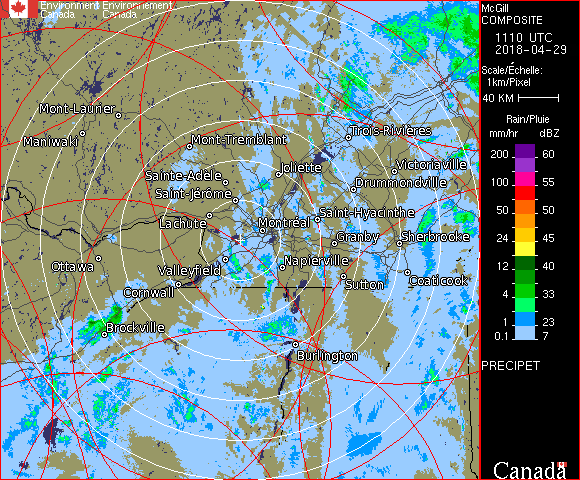 Environment Environnement
Canada Canada
Mont-Laurier
Maniwaki
Mont-Tremblant
Trois-Rivières
Joliette
Victoriaville
Sainte-Adèle
Drummondville
Saint-Jérôme
Lachute
Montréal
Saint-Hyacinthe
Granby
Sherbrooke
Ottawa
Valleyfield
Napierville
Cornwall
Sutton
Coaticook
Brockville
Burlington
McGill
COMPOSITE
1110 UTC
2018-04-29
Scale/Échelle:
1km/Pixel
40 KM
Rain/Pluie
mm/hr dBZ
200 60
100 55
50 50
24 45
12 40
4 33
1 23
0.1 7
PRECIPET
Canada